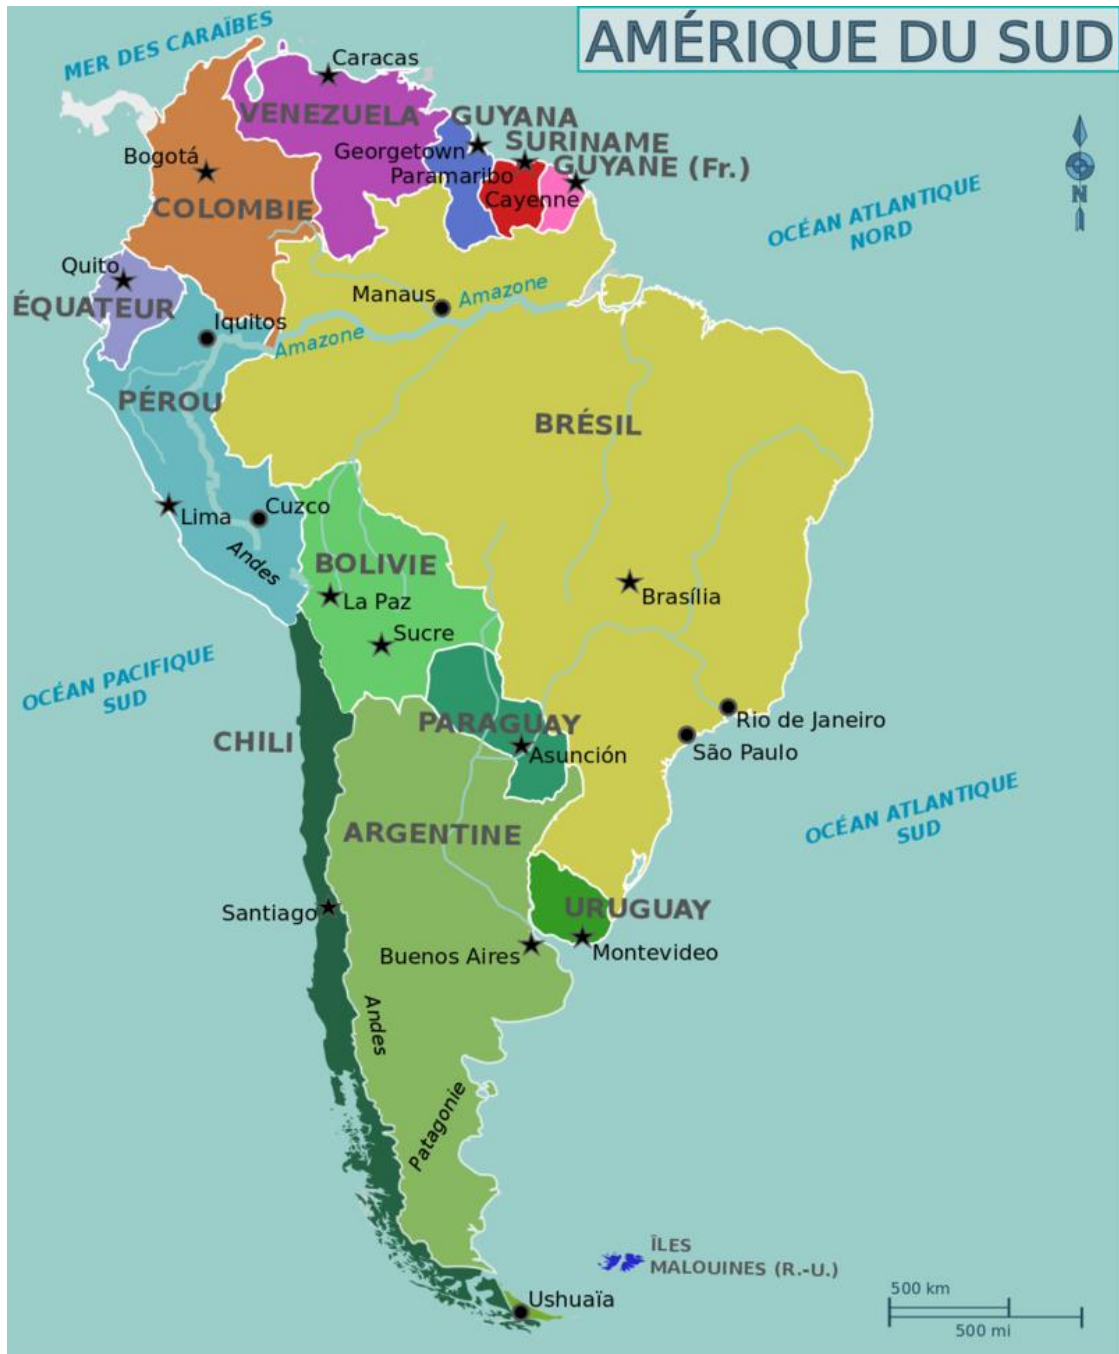 AMÉRIQUE DU SUD
MER DES CARAÏBES
Caracas
VENEZUELA
GUYANA
SURINAME
Georgetown
GUYANE (Fr.)
Paramaribo
Cayenne
Bogotá
COLOMBIE
N
OCÉAN ATLANTIQUE
NORD
Quito
ÉQUATEUR
Manaus
Amazone
Iquitos
Amazone
PÉROU
BRÉSIL
Lima
Cuzco
Andes
BOLIVIE
La Paz
Brasília
Sucre
OCÉAN PACIFIQUE
SUD
CHILI
PARAGUAY
Asunción
Rio de Janeiro
São Paulo
ARGENTINE
OCÉAN ATLANTIQUE
SUD
Santiago
URUGUAY
Buenos Aires
Montevideo
Andes
Patagonie
ÎLES
MALOUINES (R.-U.)
Ushuaïa
500 km
500 mi